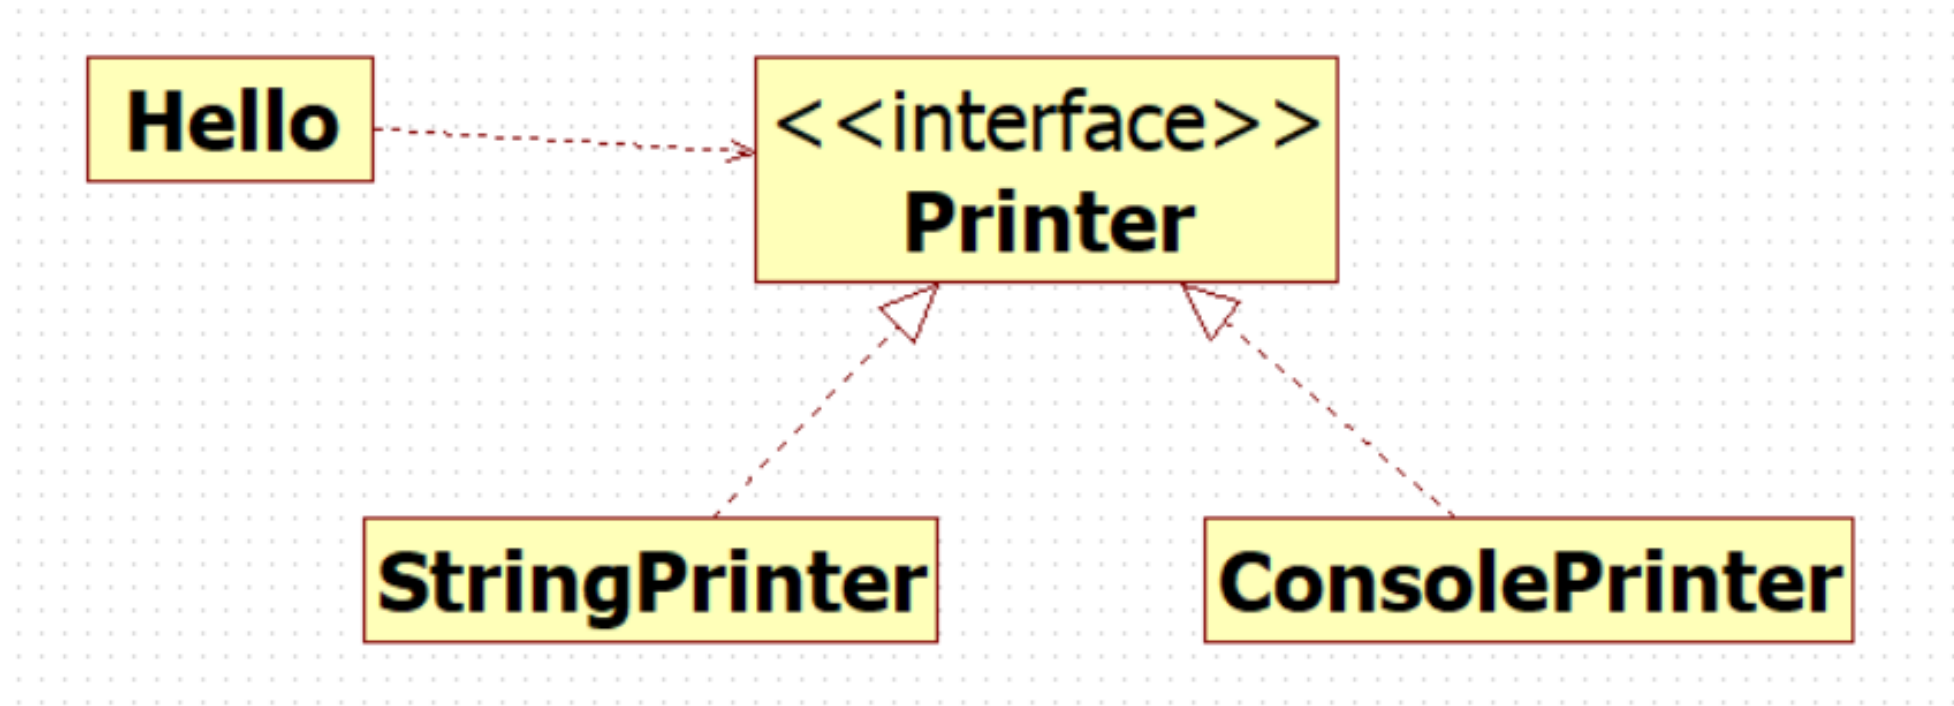 Hello
<<interface>>
Printer
StringPrinter
ConsolePrinter